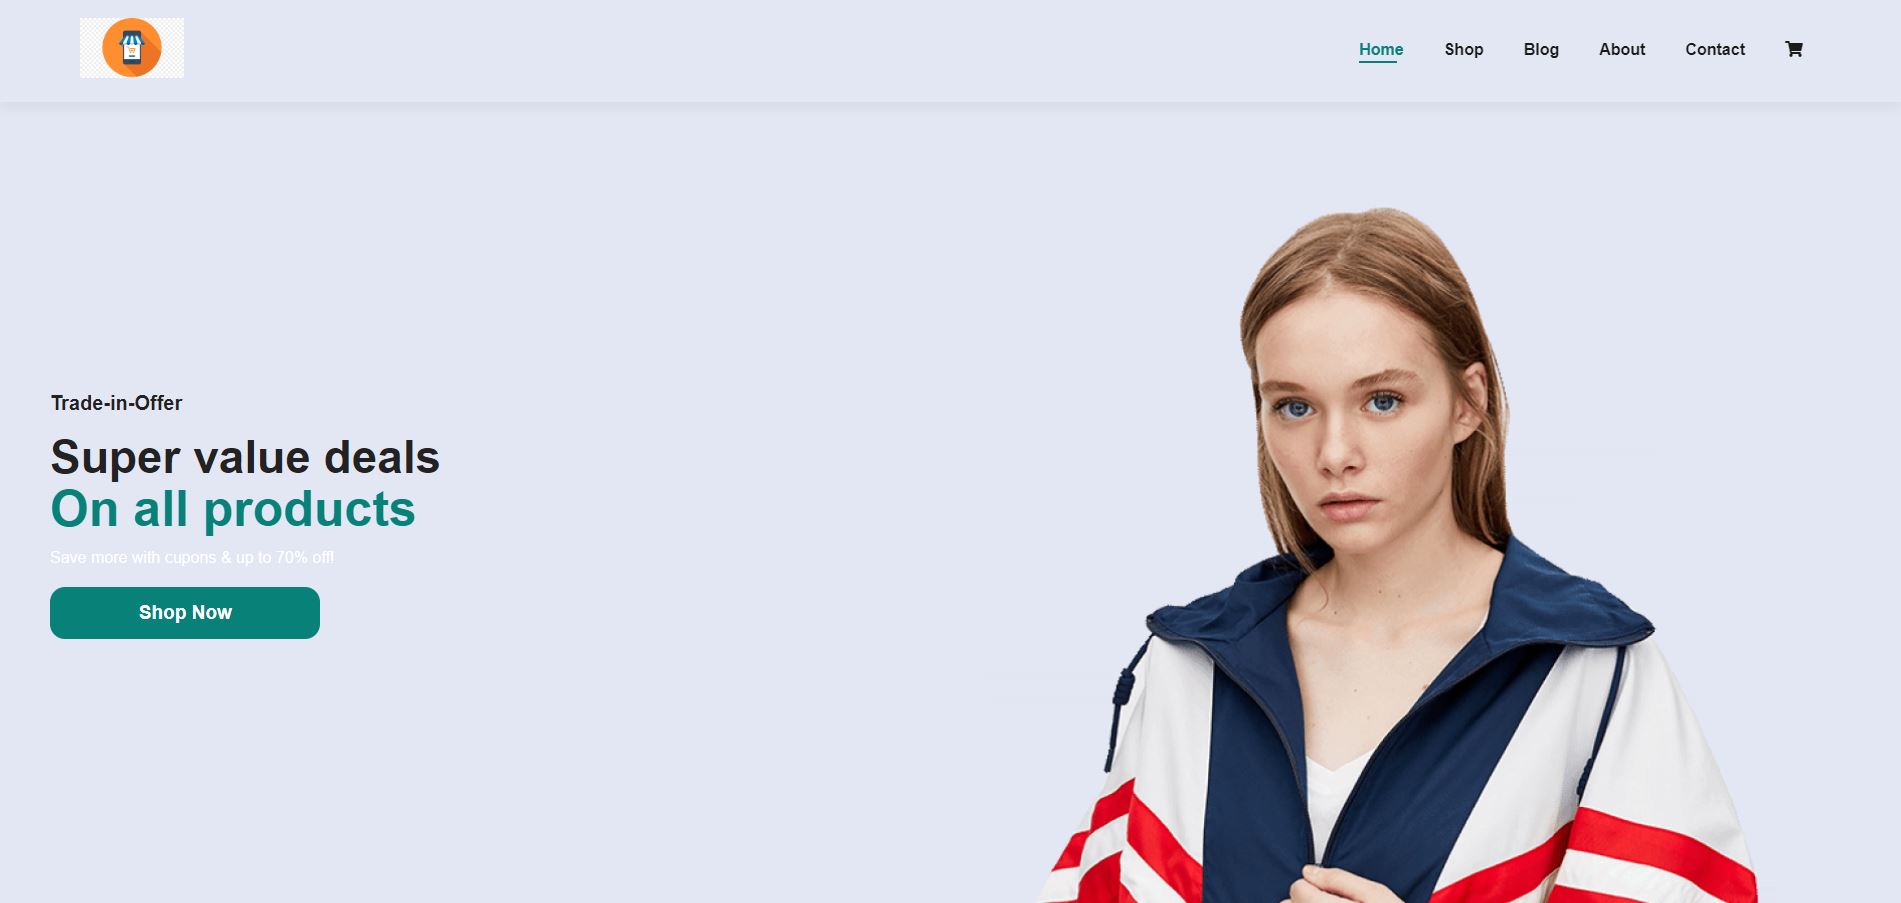 Home Shop Blog About Contact
Trade-in-Offer
Super value deals
On all products
Save more with cupons & up to 70% off!
Shop Now